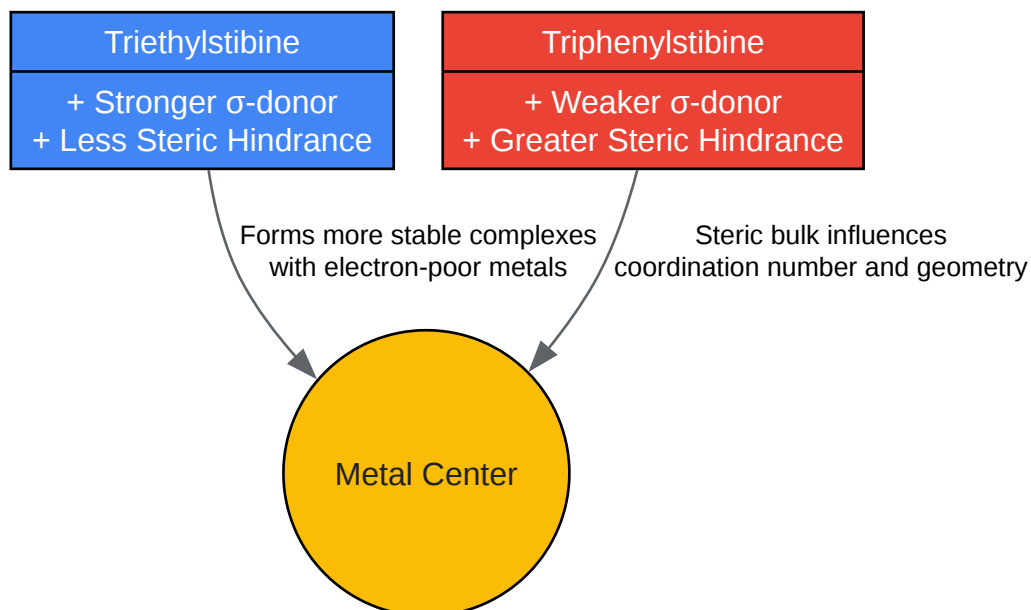 Triethylstibine
+ Stronger σ-donor
+ Less Steric Hindrance
Triphenylstibine
+ Weaker σ-donor
+ Greater Steric Hindrance
Forms more stable complexes
with electron-poor metals
Steric bulk influences
coordination number and geometry
Metal Center